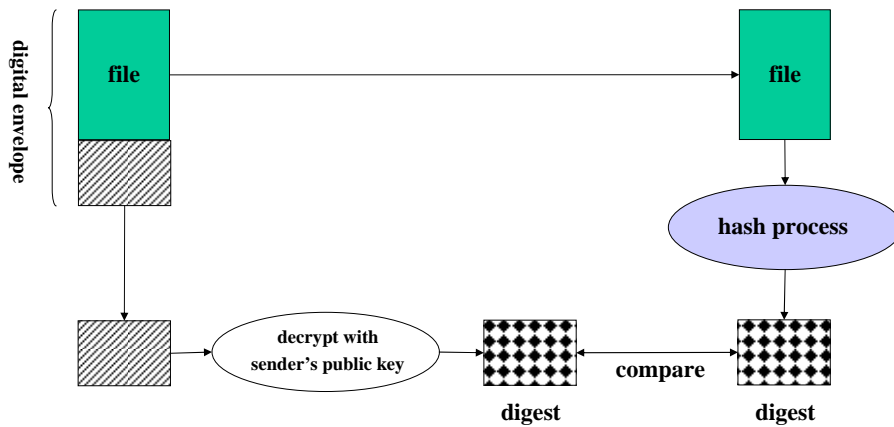 digital envelope
file
file
hash process
decrypt with
sender's public key
compare
digest
digest